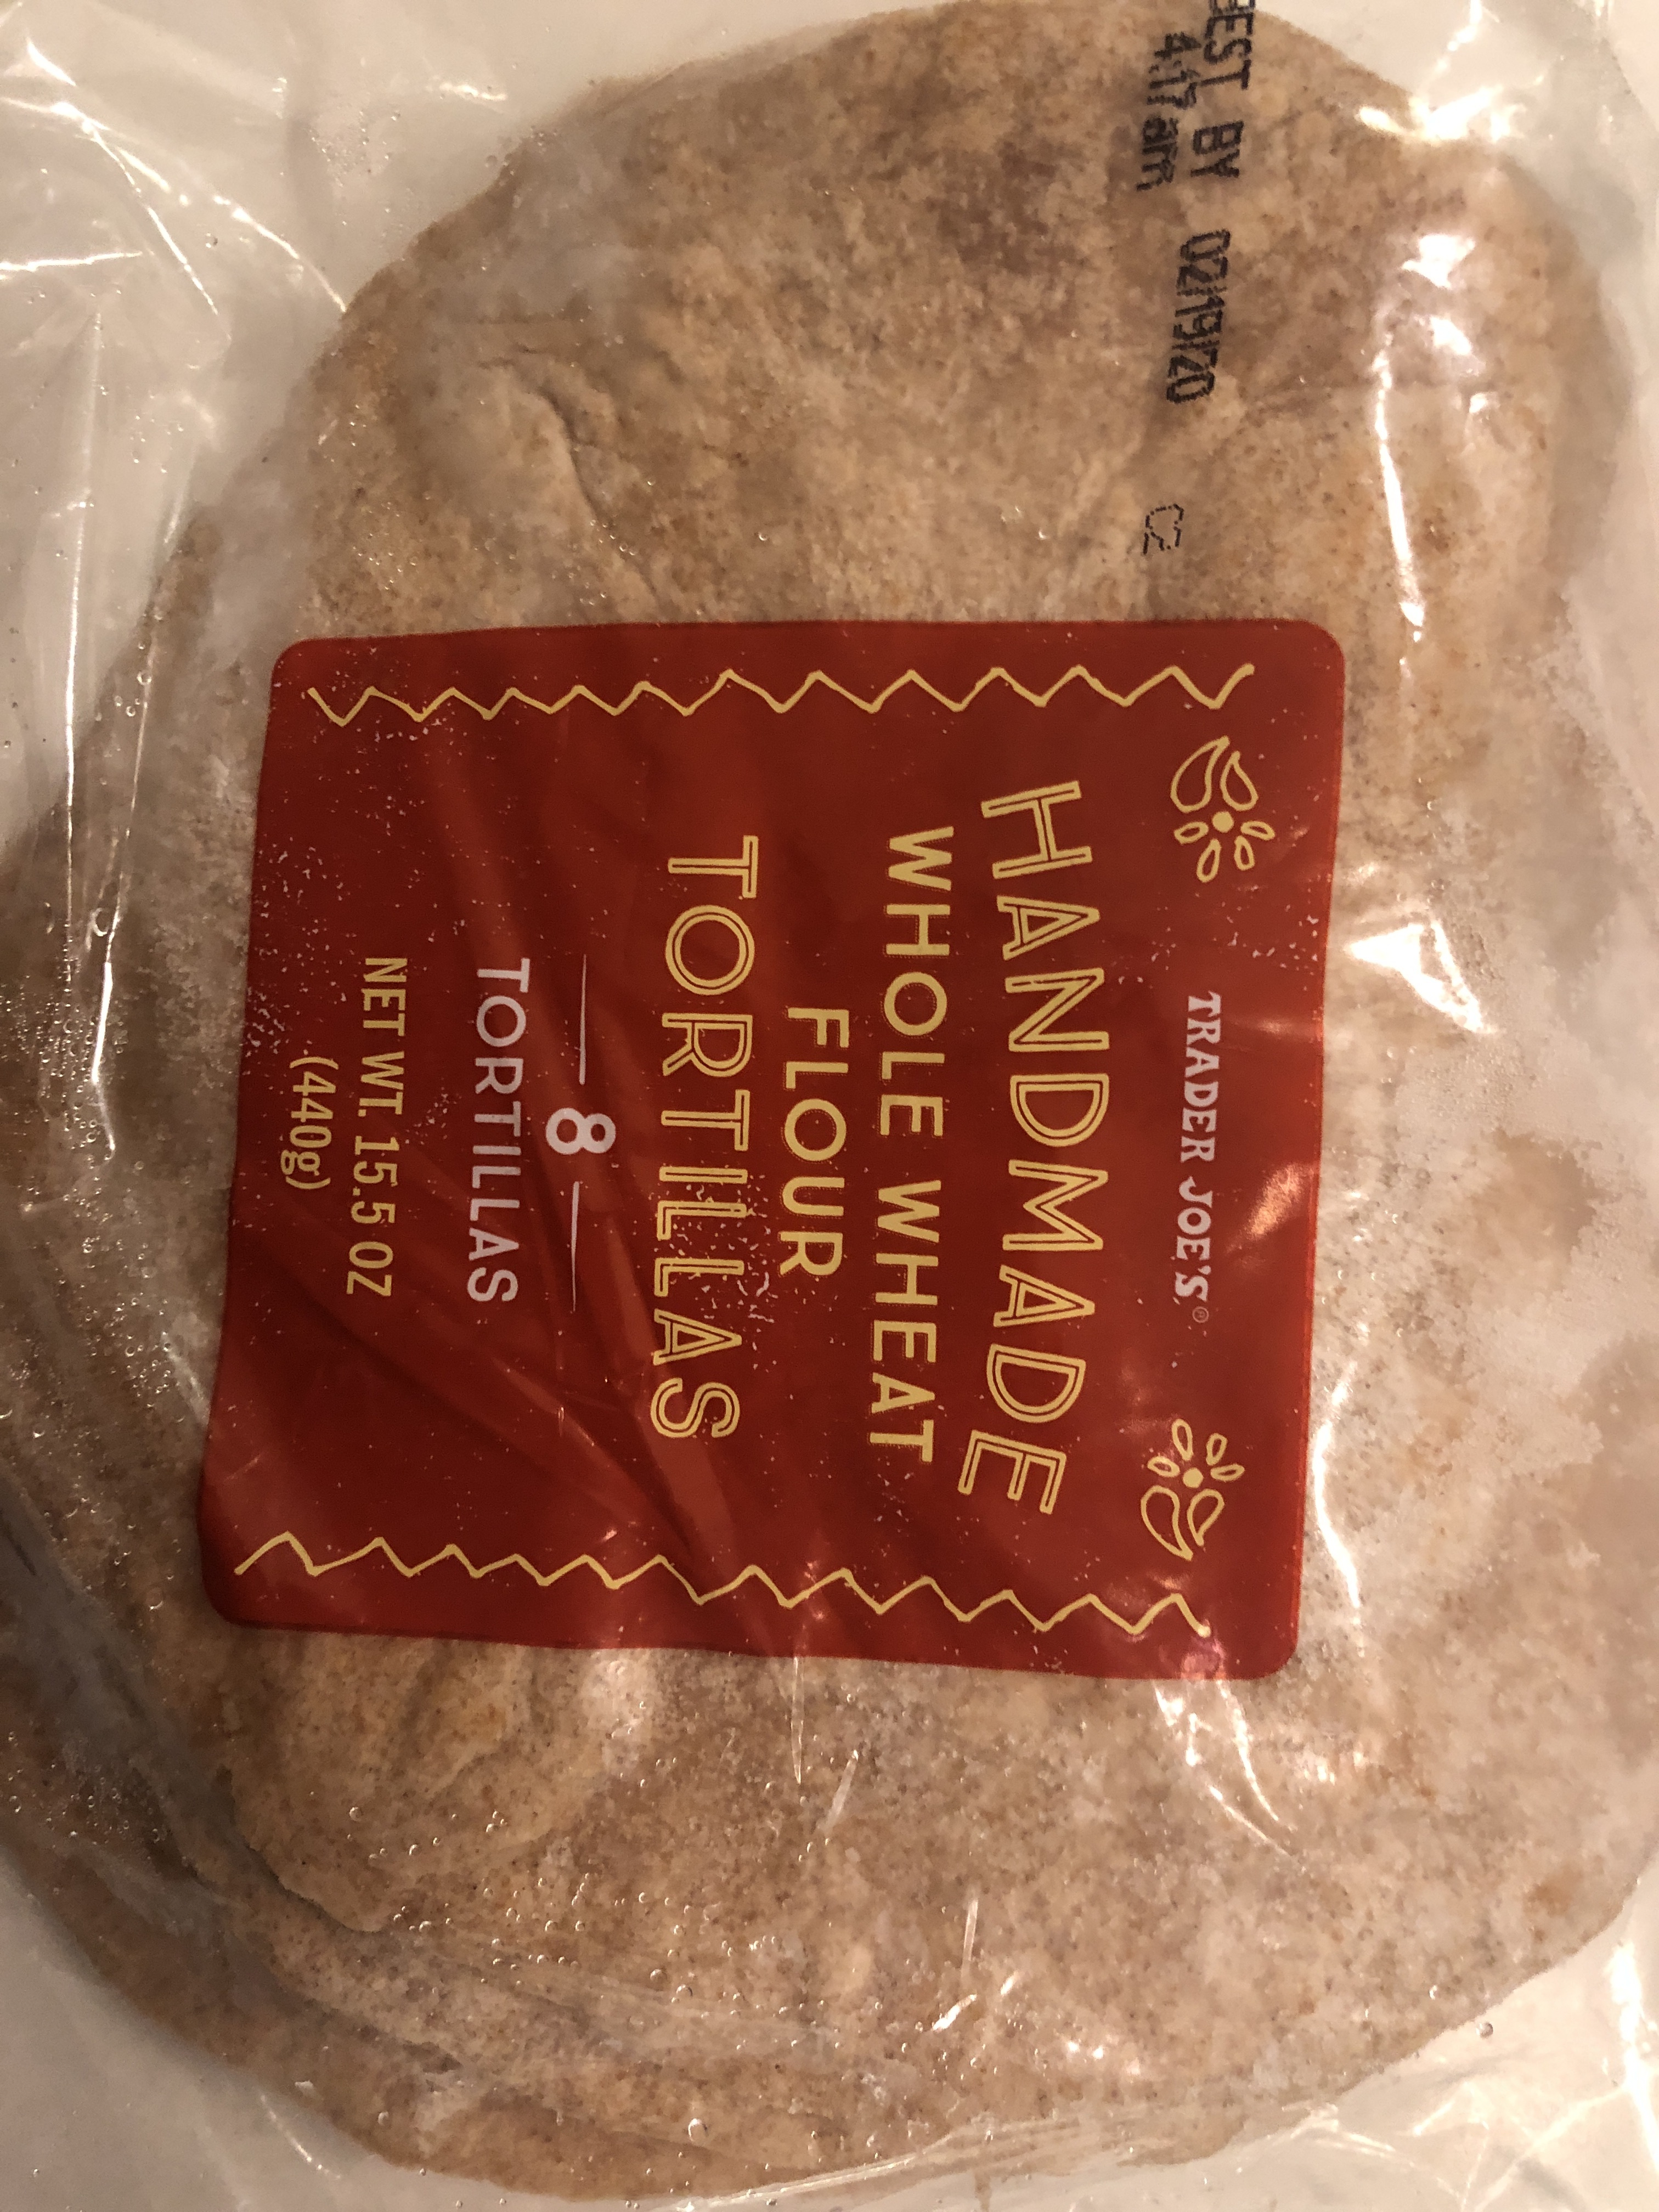 BEST BY 02/19/20
4:17 am
TRADER JOE'S®
HANDMADE
WHOLE WHEAT
FLOUR
TORTILLAS
8
TORTILLAS
NET WT. 15.5 OZ
(440g)